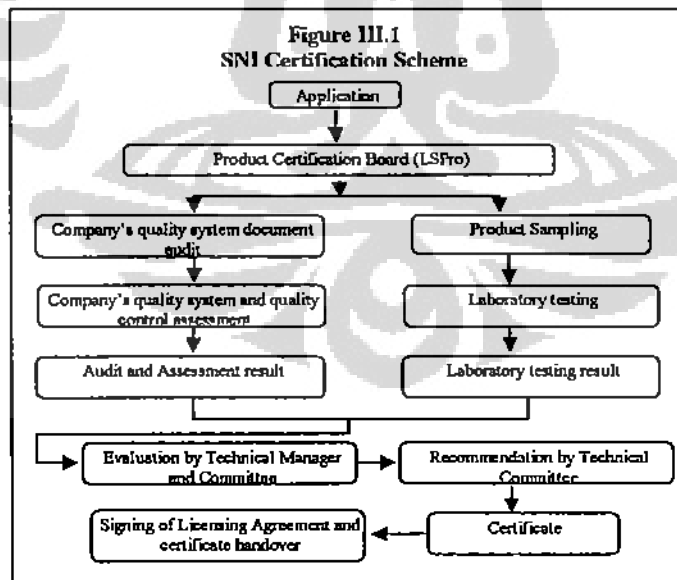 Figure III.1
SNI Certification Scheme
Application
Product Certification Board (LSPro)
Company's quality system document
audit
Product Sampling
Company's quality system and quality
control assessment
Laboratory testing
Audit and Assessment result
Laboratory testing result
Evaluation by Technical Manager
and Committee
Recommendation by Technical
Committee
Signing of Licensing Agreement and
certificate handover
Certificate